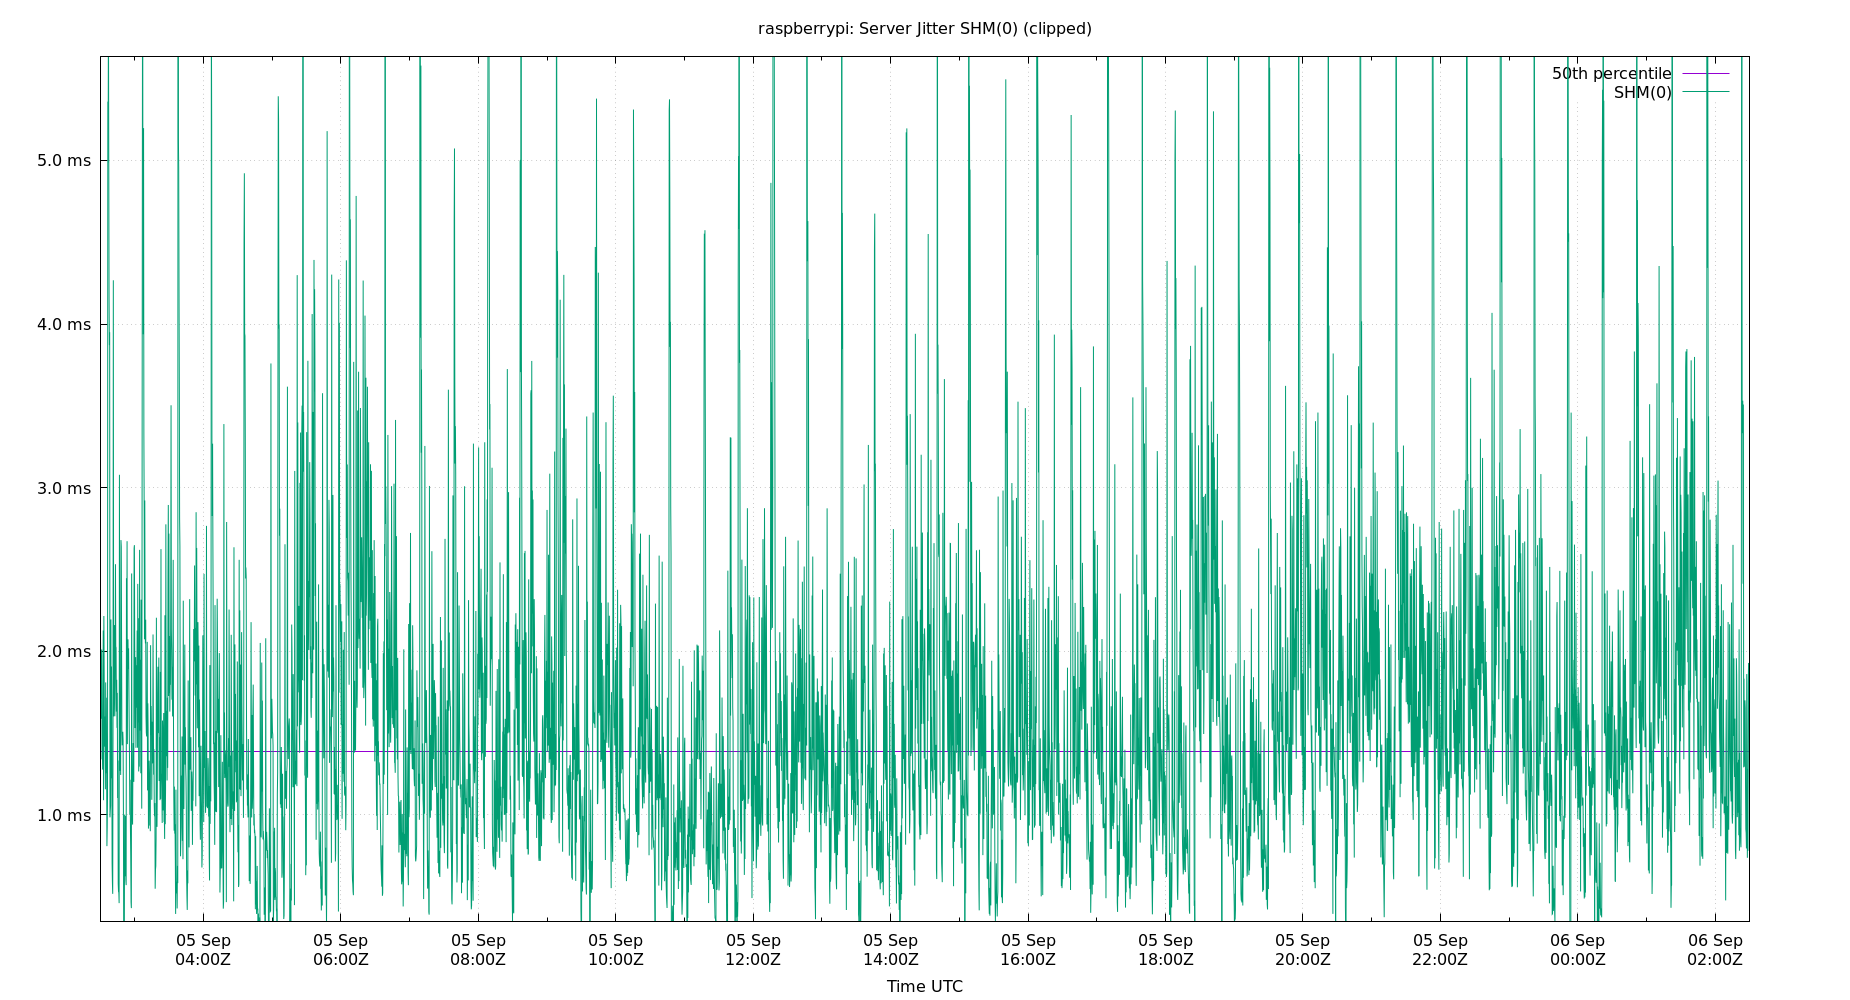 raspberrypi: Server Jitter SHM(0) (clipped)
50th percentile
SHM(0)
5.0 ms
4.0 ms
3.0 ms
2.0 ms
1.0 ms
05 Sep 05 Sep 05 Sep 05 Sep 05 Sep 05 Sep 05 Sep 05 Sep 05 Sep 05 Sep 06 Sep 06 Sep
04:00Z 06:00Z 08:00Z 10:00Z 12:00Z 14:00Z 16:00Z 18:00Z 20:00Z 22:00Z 00:00Z 02:00Z
Time UTC